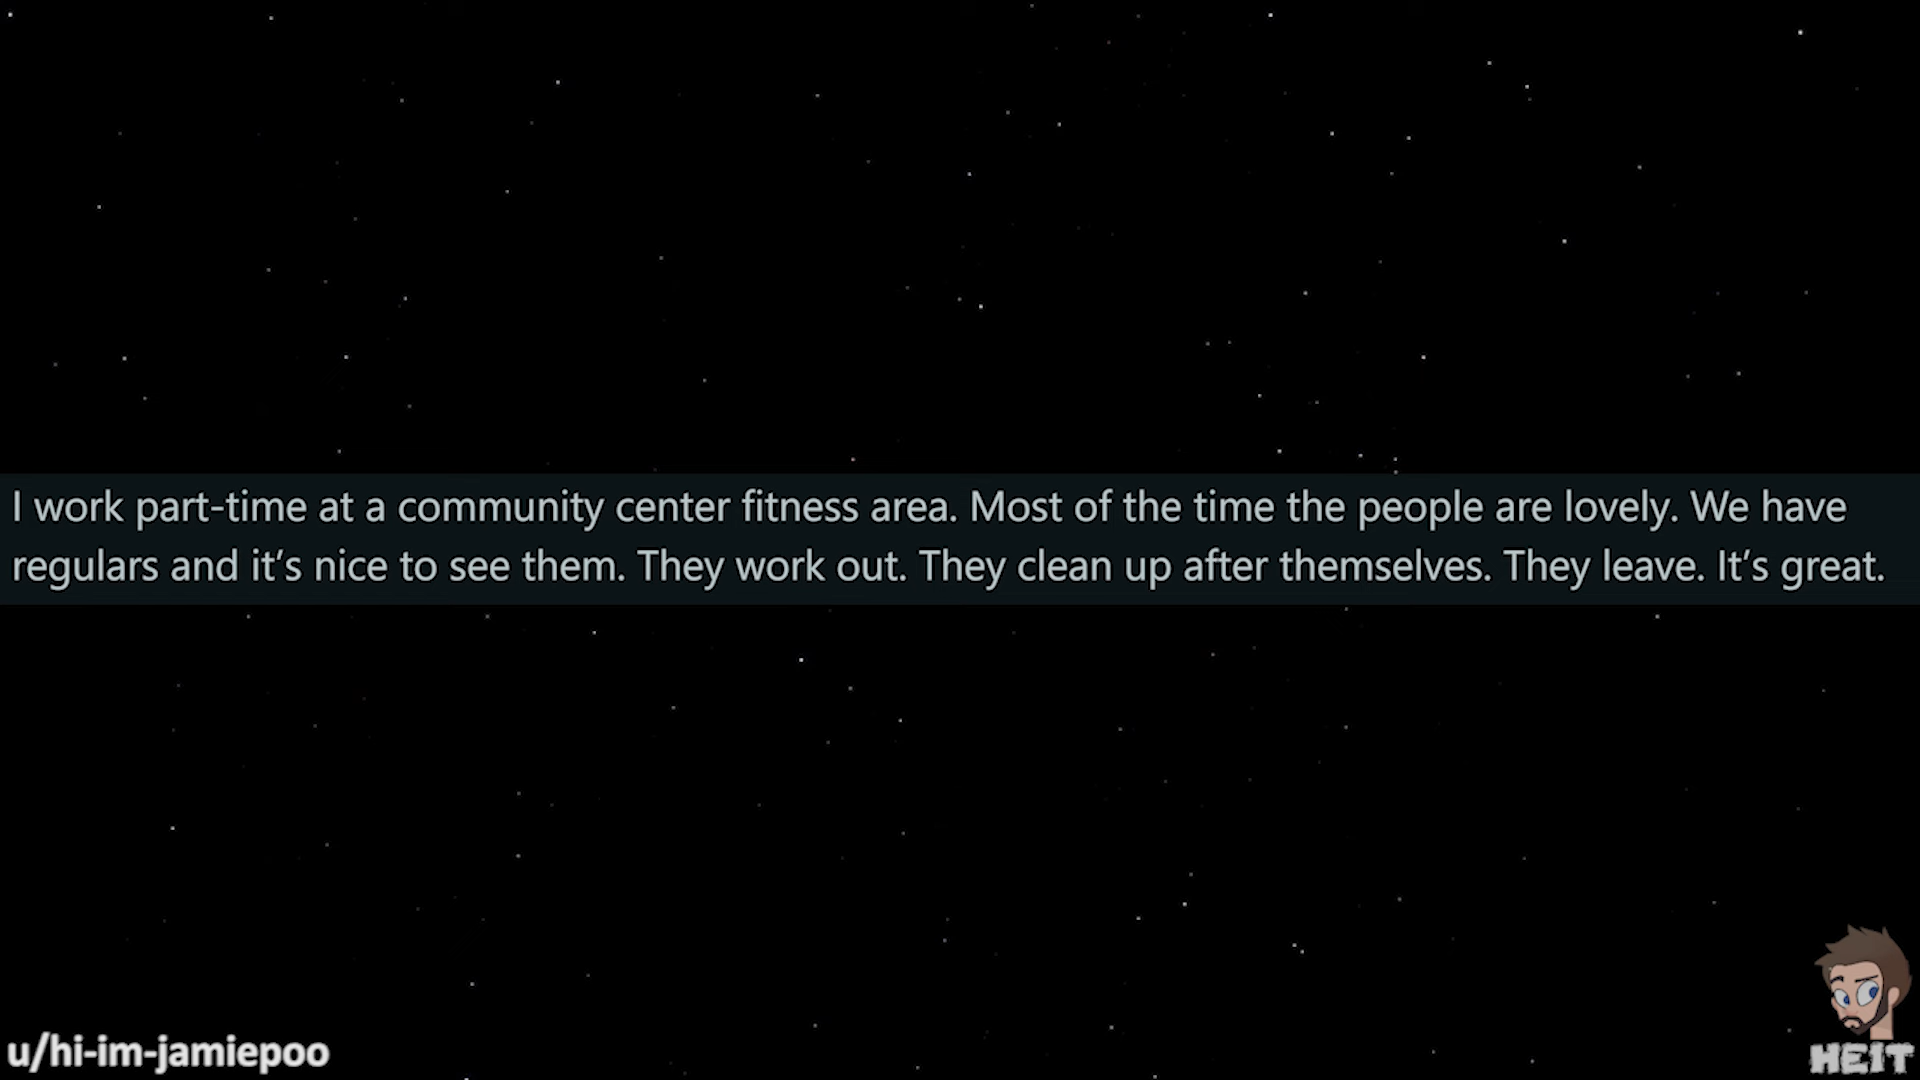 I work part-time at a community center fitness area. Most of the time the people are lovely. We have
regulars and it’s nice to see them. They work out. They clean up after themselves. They leave. It’s great.
u/hi-im-jamiepoo
HEIT